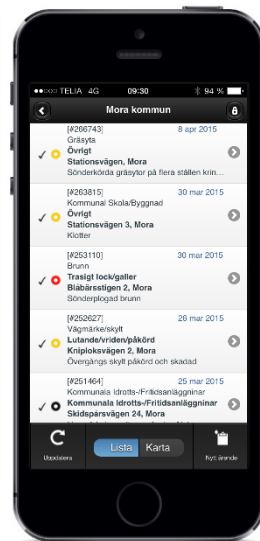 TELIA 4G 09:30 94 %
Mora kommun
[#266743] 8 apr 2015
Gräsyta
Övrigt
Stationsvägen, Mora
Sönderkörda gräsytor på flera ställen krin...
[#263815] 30 mar 2015
Kommunal Skola/Byggnad
Övrigt
Stationsvägen 3, Mora
Klotter
[#253110] 30 mar 2015
Brunn
Trasigt lock/galler
Blåbärsstigen 2, Mora
Sönderplogad brunn
[#252627] 26 mar 2015
Vägmärke/skylt
Lutande/vriden/påkörd
Kniploksvägen 2, Mora
Övergångs skylt påkörd och skadad
[#251464] 25 mar 2015
Kommunala Idrotts-/Fritidsanläggninar
Kommunala Idrotts-/Fritidsanläggninar
Skidspårsvägen 24, Mora
Uppdatera
Lista Karta
Nytt ärende